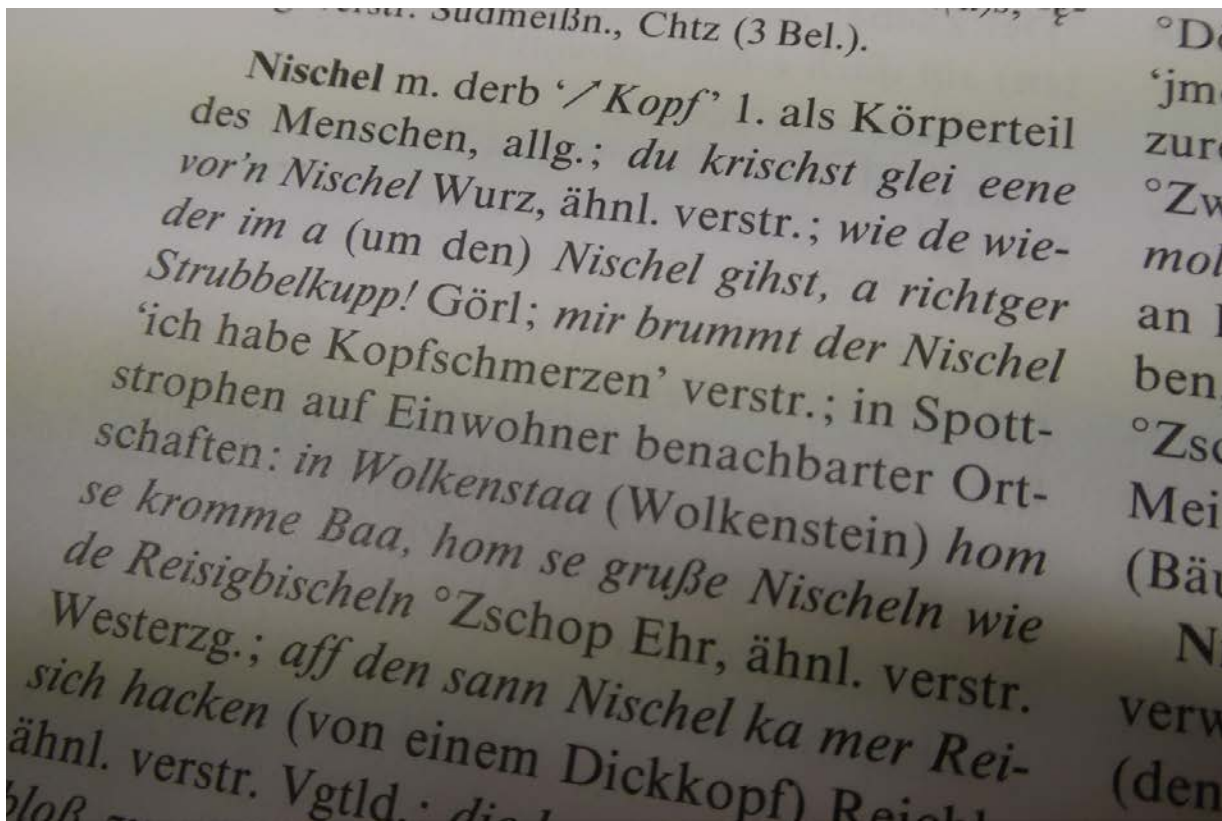 verstr. Südmeißn., Chtz (3 Bel.).
Nischel m. derb ‘↗Kopf’ 1. als Körperteil
des Menschen, allg.; du krischst glei eene
vor'n Nischel Wurz, ähnl. verstr.; wie de wie-
der im a (um den) Nischel gihst, a richtger
Strubbelkupp! Görl; mir brummt der Nischel
‘ich habe Kopfschmerzen’ verstr.; in Spott-
strophen auf Einwohner benachbarter Ort-
schaften: in Wolkenstaa (Wolkenstein) hom
se kromme Baa, hom se gruße Nischeln wie
de Reisigbischeln °Zschop Ehr, ähnl. verstr.
Westerzg.; aff den sann Nischel ka mer Rei-
sich hacken (von einem Dickkopf)
ähnl. verstr. Vgtld.;
bloß
°D
‘jm
zur
°Zw
mol
an
ben
°Zsc
Mei
(Bäu
N
verw
(den